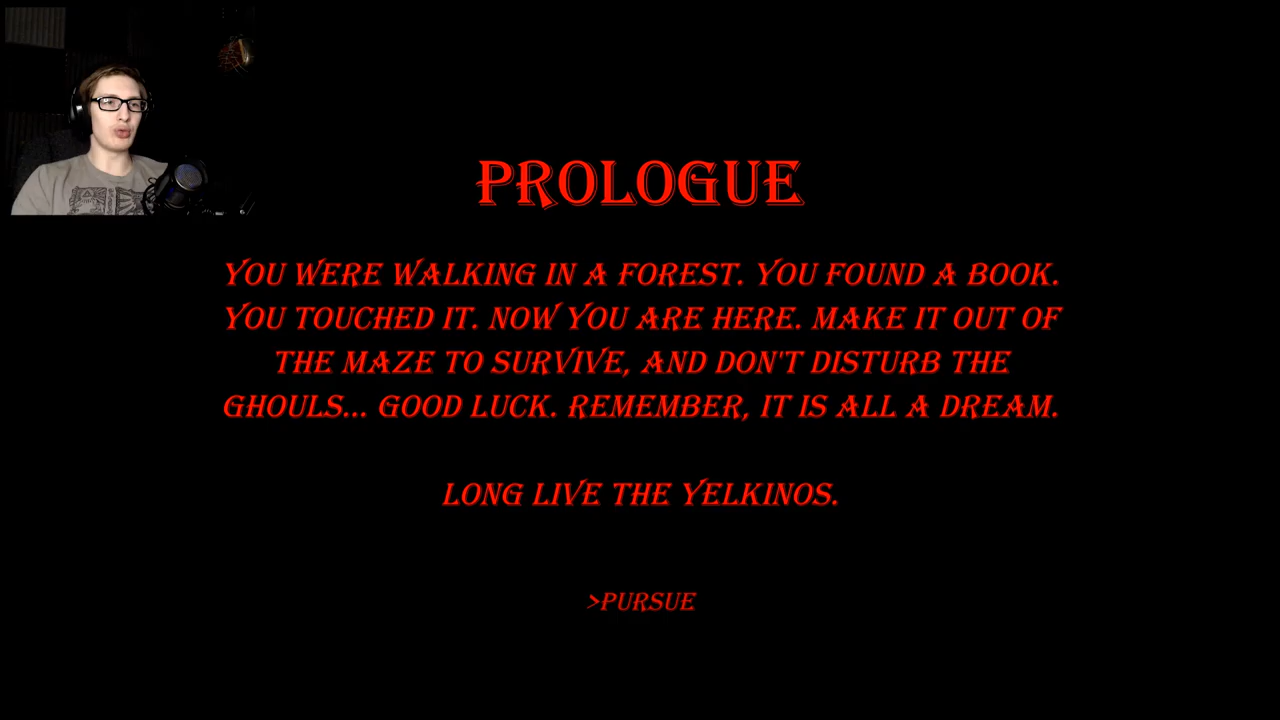 PROLOGUE
YOU WERE WALKING IN A FOREST. YOU FOUND A BOOK.
YOU TOUCHED IT. NOW YOU ARE HERE. MAKE IT OUT OF
THE MAZE TO SURVIVE, AND DON'T DISTURB THE
GHOULS... GOOD LUCK. REMEMBER, IT IS ALL A DREAM.
LONG LIVE THE YELKINOS.
>PURSUE